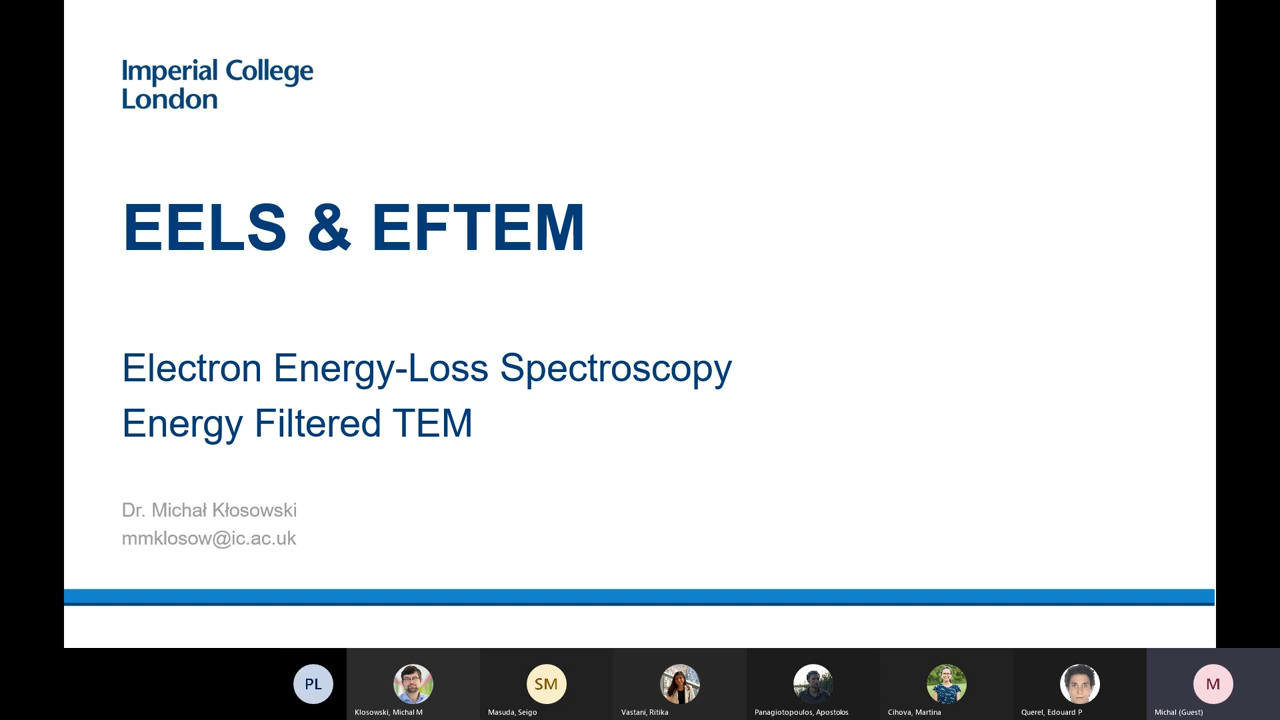 Imperial College
London
EELS & EFTEM
Electron Energy-Loss Spectroscopy
Energy Filtered TEM
Dr. Michał Kłosowski
mmklosow@ic.ac.uk
PL
SM
M
Klosowski, Michal M
Masuda, Seigo
Vastani, Ritika
Panagiotopoulos, Apostolos
Cihova, Martina
Querel, Edouard P
Michal (Guest)